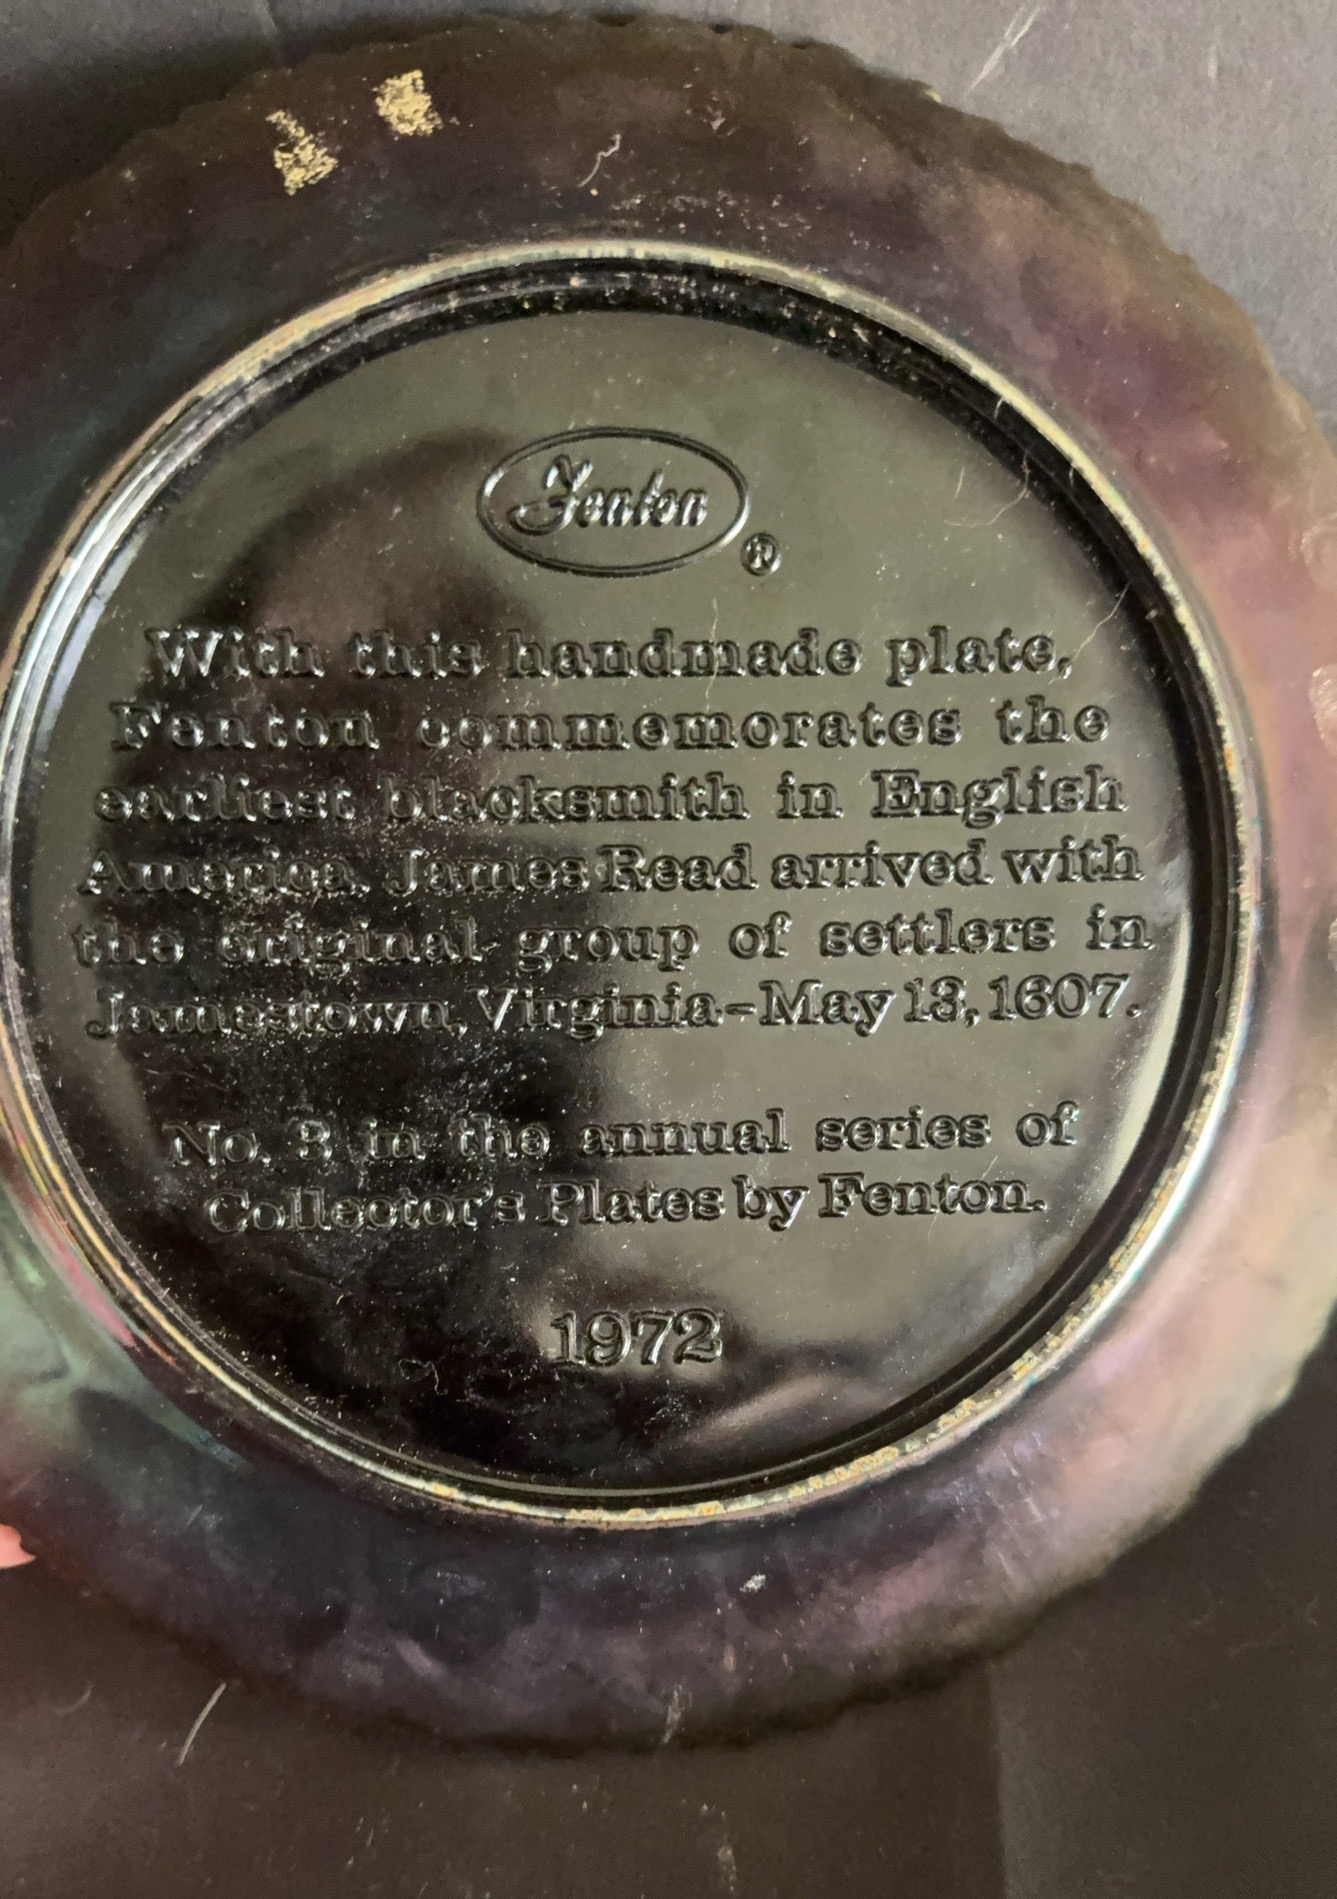 Fenton ®
With this handmade plate,
Fenton commemorates the
earliest blacksmith in English
America. James Read arrived with
the original group of settlers in
Jamestown, Virginia-May 13, 1607.
No. 3 in the annual series of
Collector's Plates by Fenton.
1972